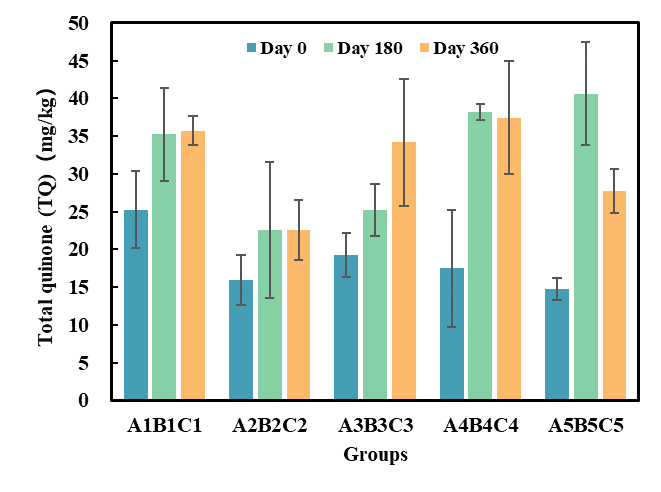 Total quinone (TQ) (mg/kg)
50
45
40
35
30
25
20
15
10
5
0
Day 0 Day 180 Day 360
A1B1C1 A2B2C2 A3B3C3 A4B4C4 A5B5C5
Groups